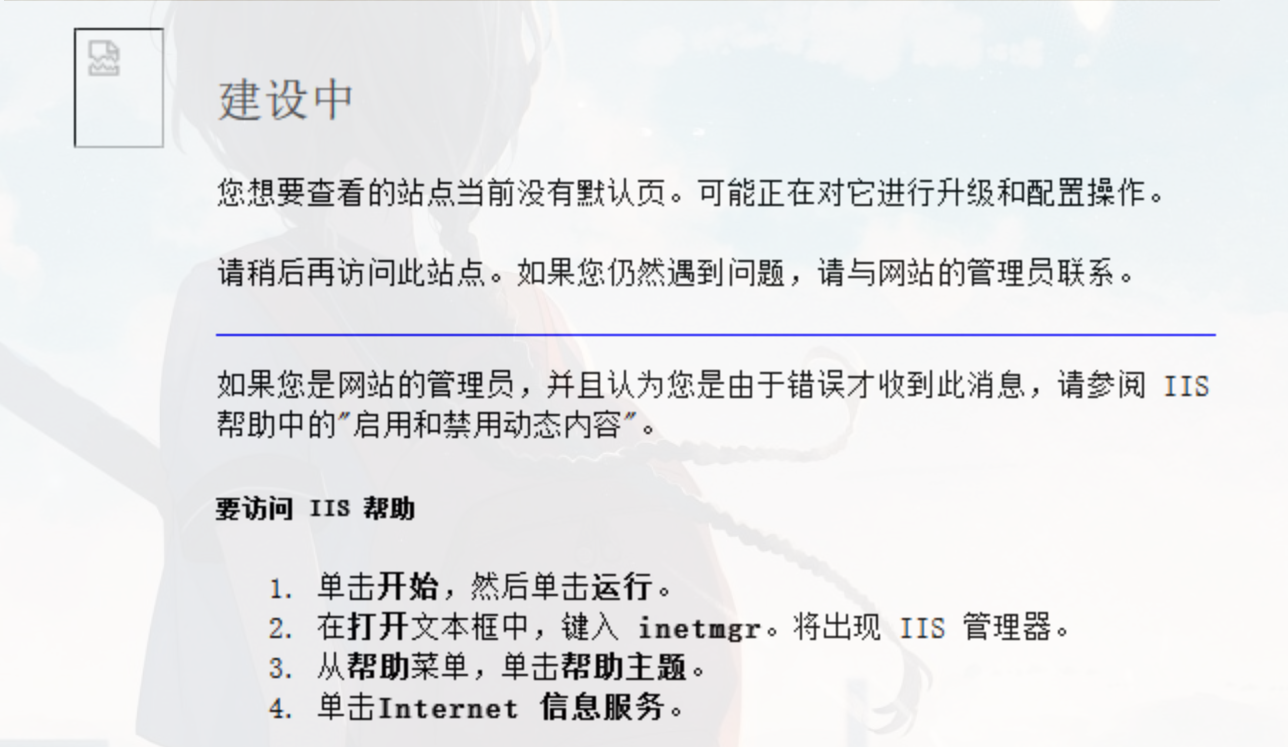 建设中
您想要查看的站点当前没有默认页。可能正在对它进行升级和配置操作。
请稍后再访问此站点。如果您仍然遇到问题，请与网站的管理员联系。
如果您是网站的管理员，并且认为您是由于错误才收到此消息，请参阅 IIS
帮助中的"启用和禁用动态内容"。
要访问 IIS 帮助
1. 单击开始，然后单击运行。
2. 在打开文本框中，键入 inetmgr。将出现 IIS 管理器。
3. 从帮助菜单，单击帮助主题。
4. 单击Internet 信息服务。